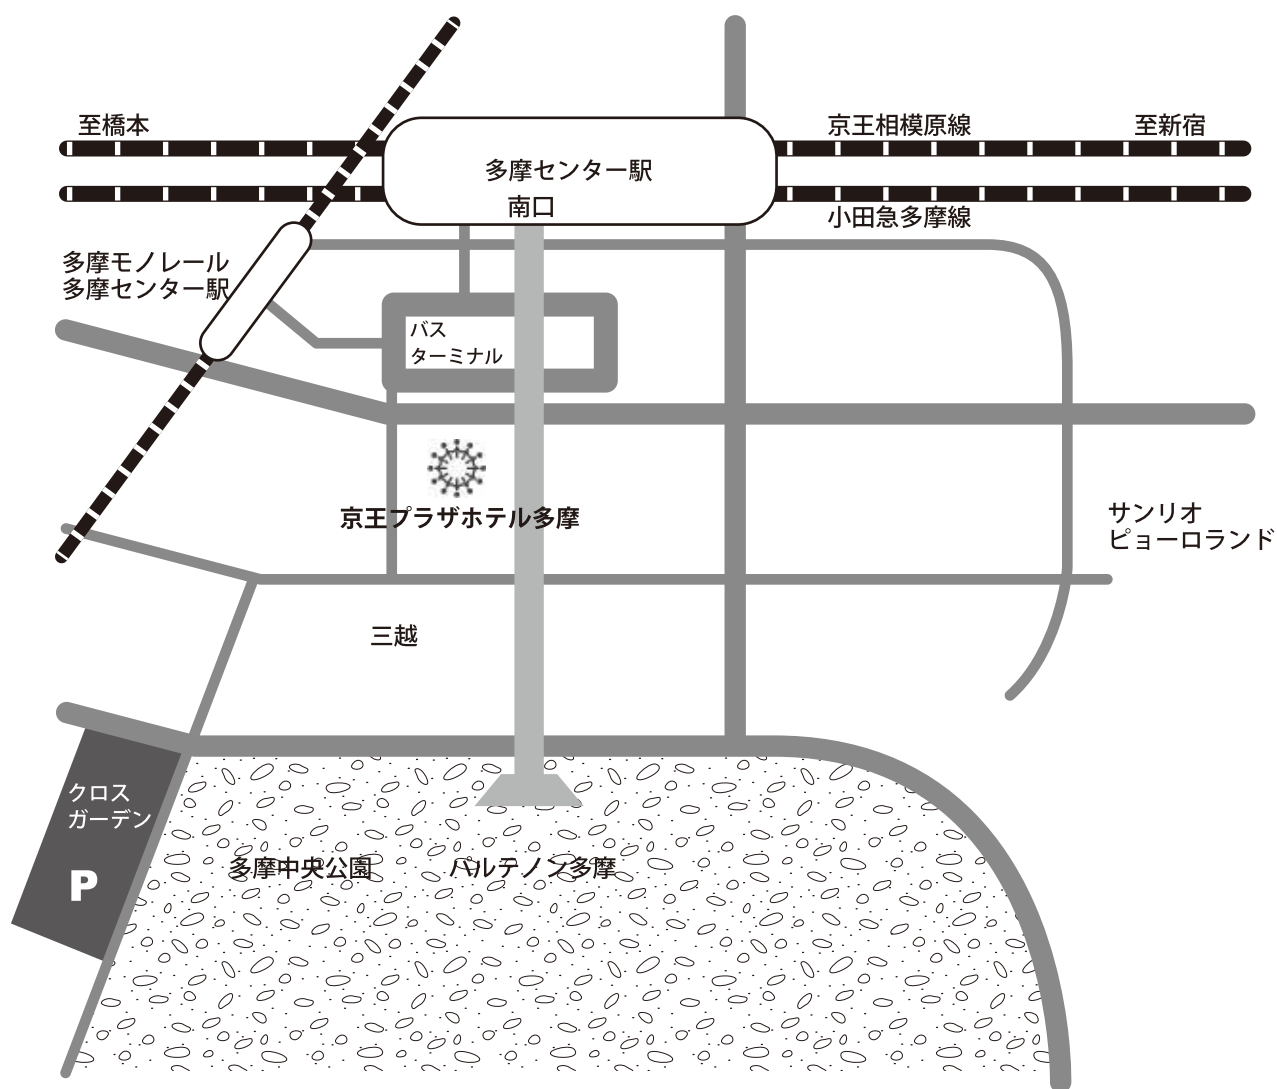 至橋本
京王相模原線
至新宿
多摩センター駅
南口
小田急多摩線
多摩モノレール
多摩センター駅
バス
ターミナル
京王プラザホテル多摩
サンリオ
ピューロランド
三越
クロス
ガーデン
P
多摩中央公園
パルテノン多摩